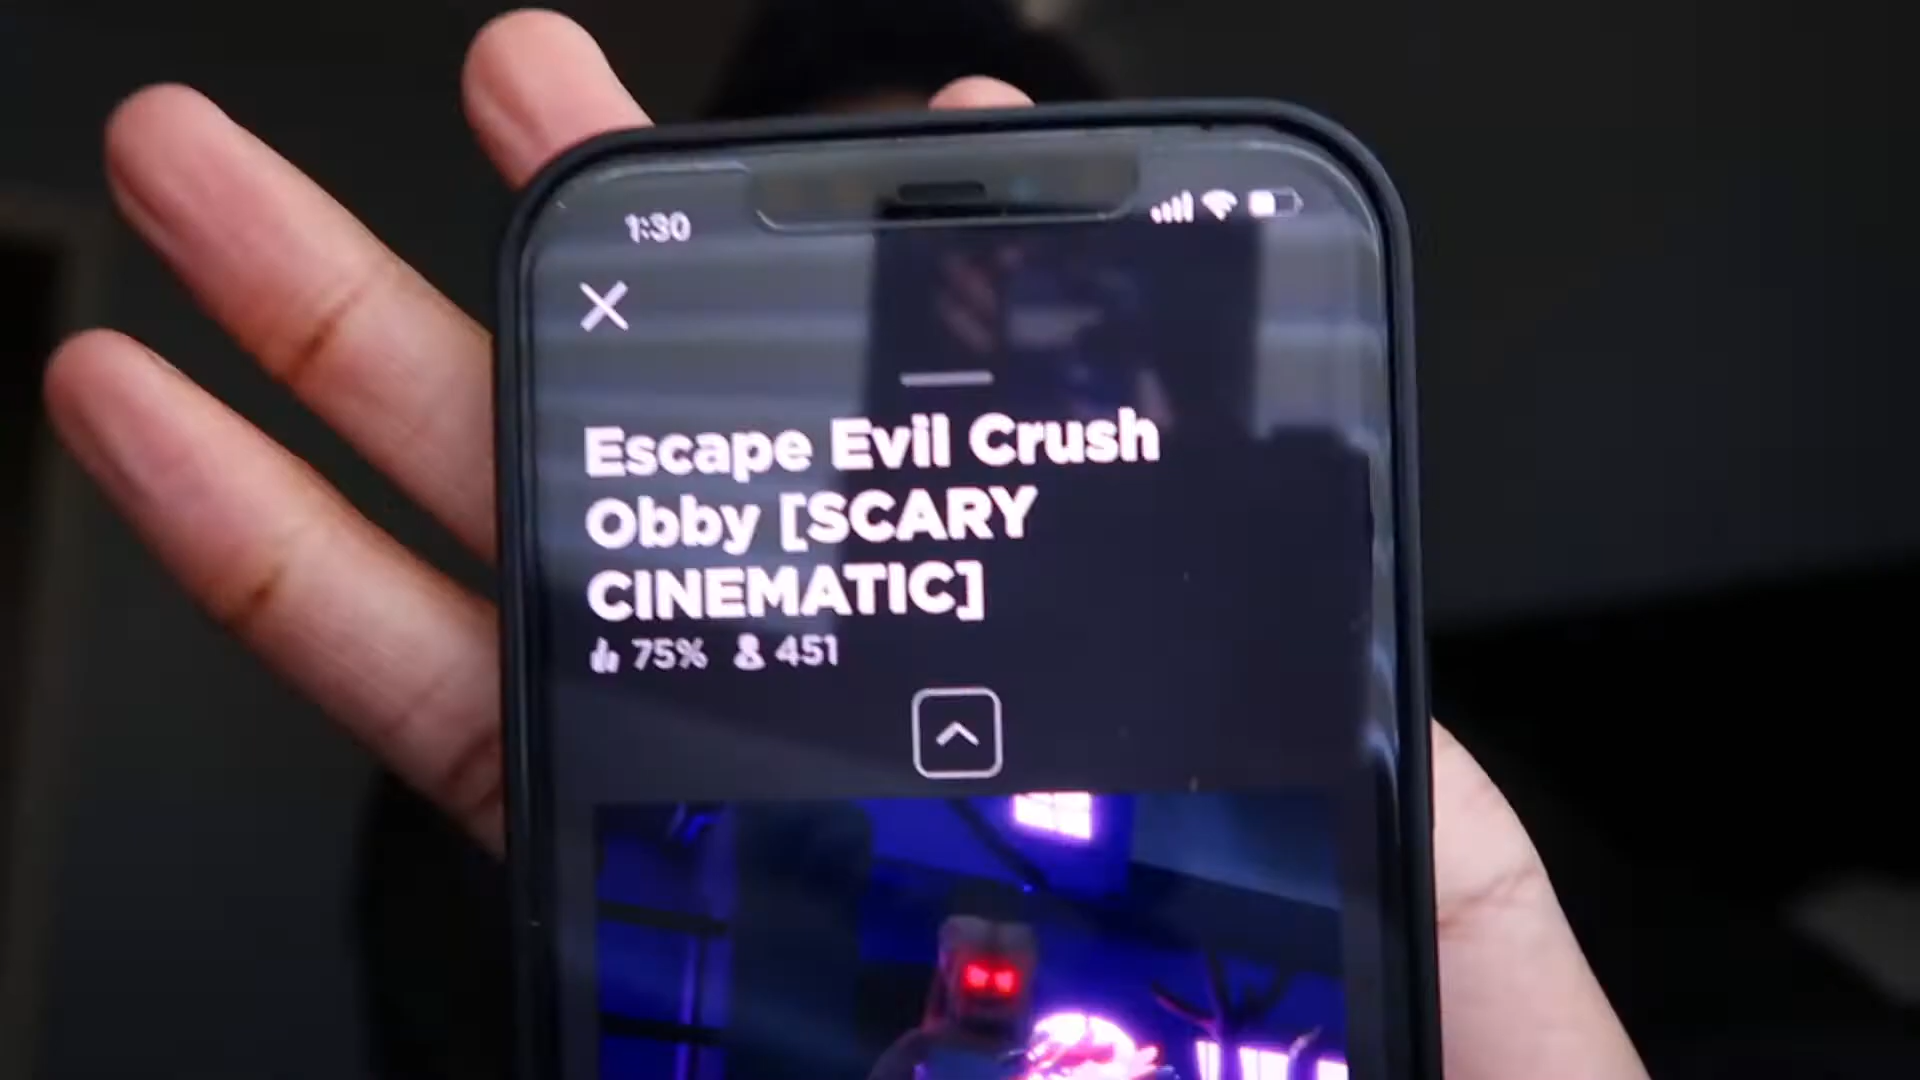 1:30
Escape Evil Crush
Obby [SCARY
CINEMATIC]
75% 451